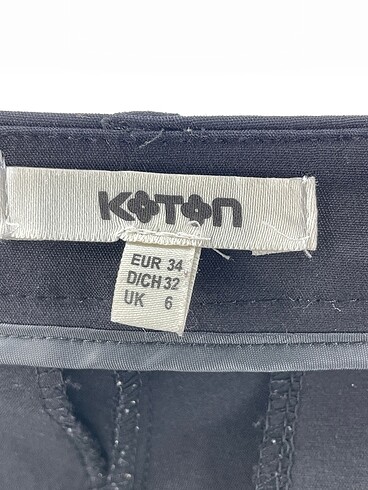 KOTON
EUR 34
D/CH 32
UK 6